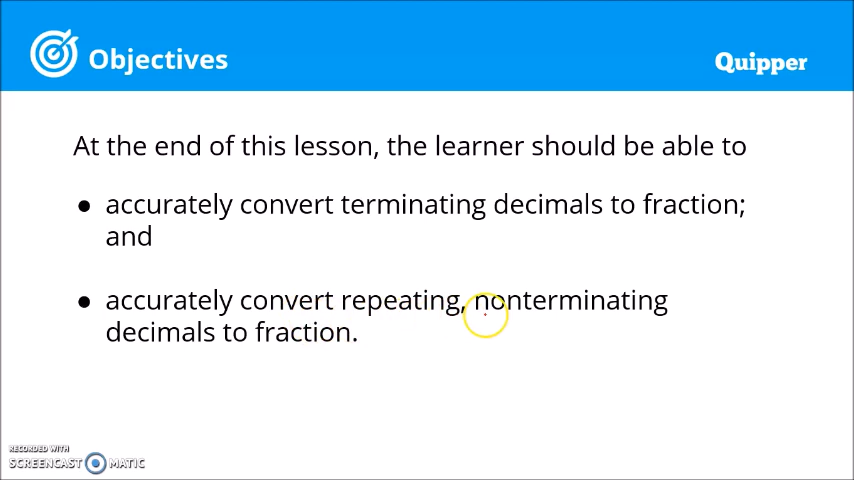 Objectives
Quipper
At the end of this lesson, the learner should be able to
● accurately convert terminating decimals to fraction;
and
● accurately convert repeating, nonterminating
decimals to fraction.
RECORDED WITH
SCREENCAST MATIC